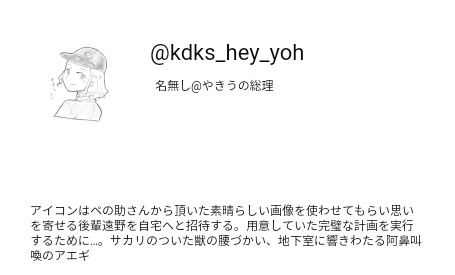 @kdks_hey_yoh
名無し@やきうの総理
アイコンはペの助さんから頂いた素晴らしい画像を使わせてもらい思い
を寄せる後輩遠野を自宅へと招待する。用意していた完璧な計画を実行
するために...。サカリのついた獣の腰づかい、地下室に響きわたる阿鼻叫
喚のアエギ